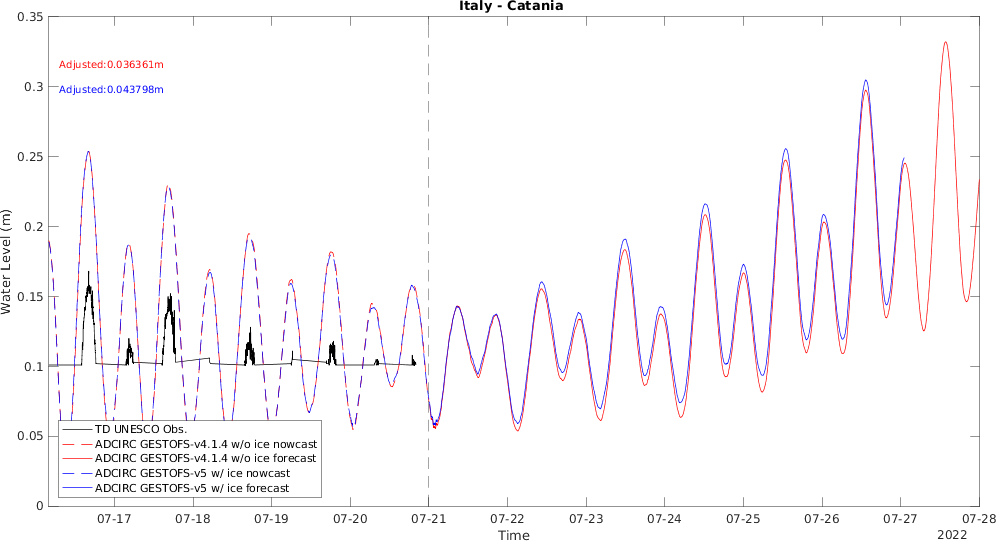 Italy - Catania
0.35
0.3
0.25
0.2
0.15
0.1
0.05
0
Water Level (m)
Adjusted:0.036361m
Adjusted:0.043798m
TD UNESCO Obs.
ADCIRC GESTOFS-v4.1.4 w/o ice nowcast
ADCIRC GESTOFS-v4.1.4 w/o ice forecast
ADCIRC GESTOFS-v5 w/ ice nowcast
ADCIRC GESTOFS-v5 w/ ice forecast
07-17 07-18 07-19 07-20 07-21 07-22 07-23 07-24 07-25 07-26 07-27 07-28
Time
2022